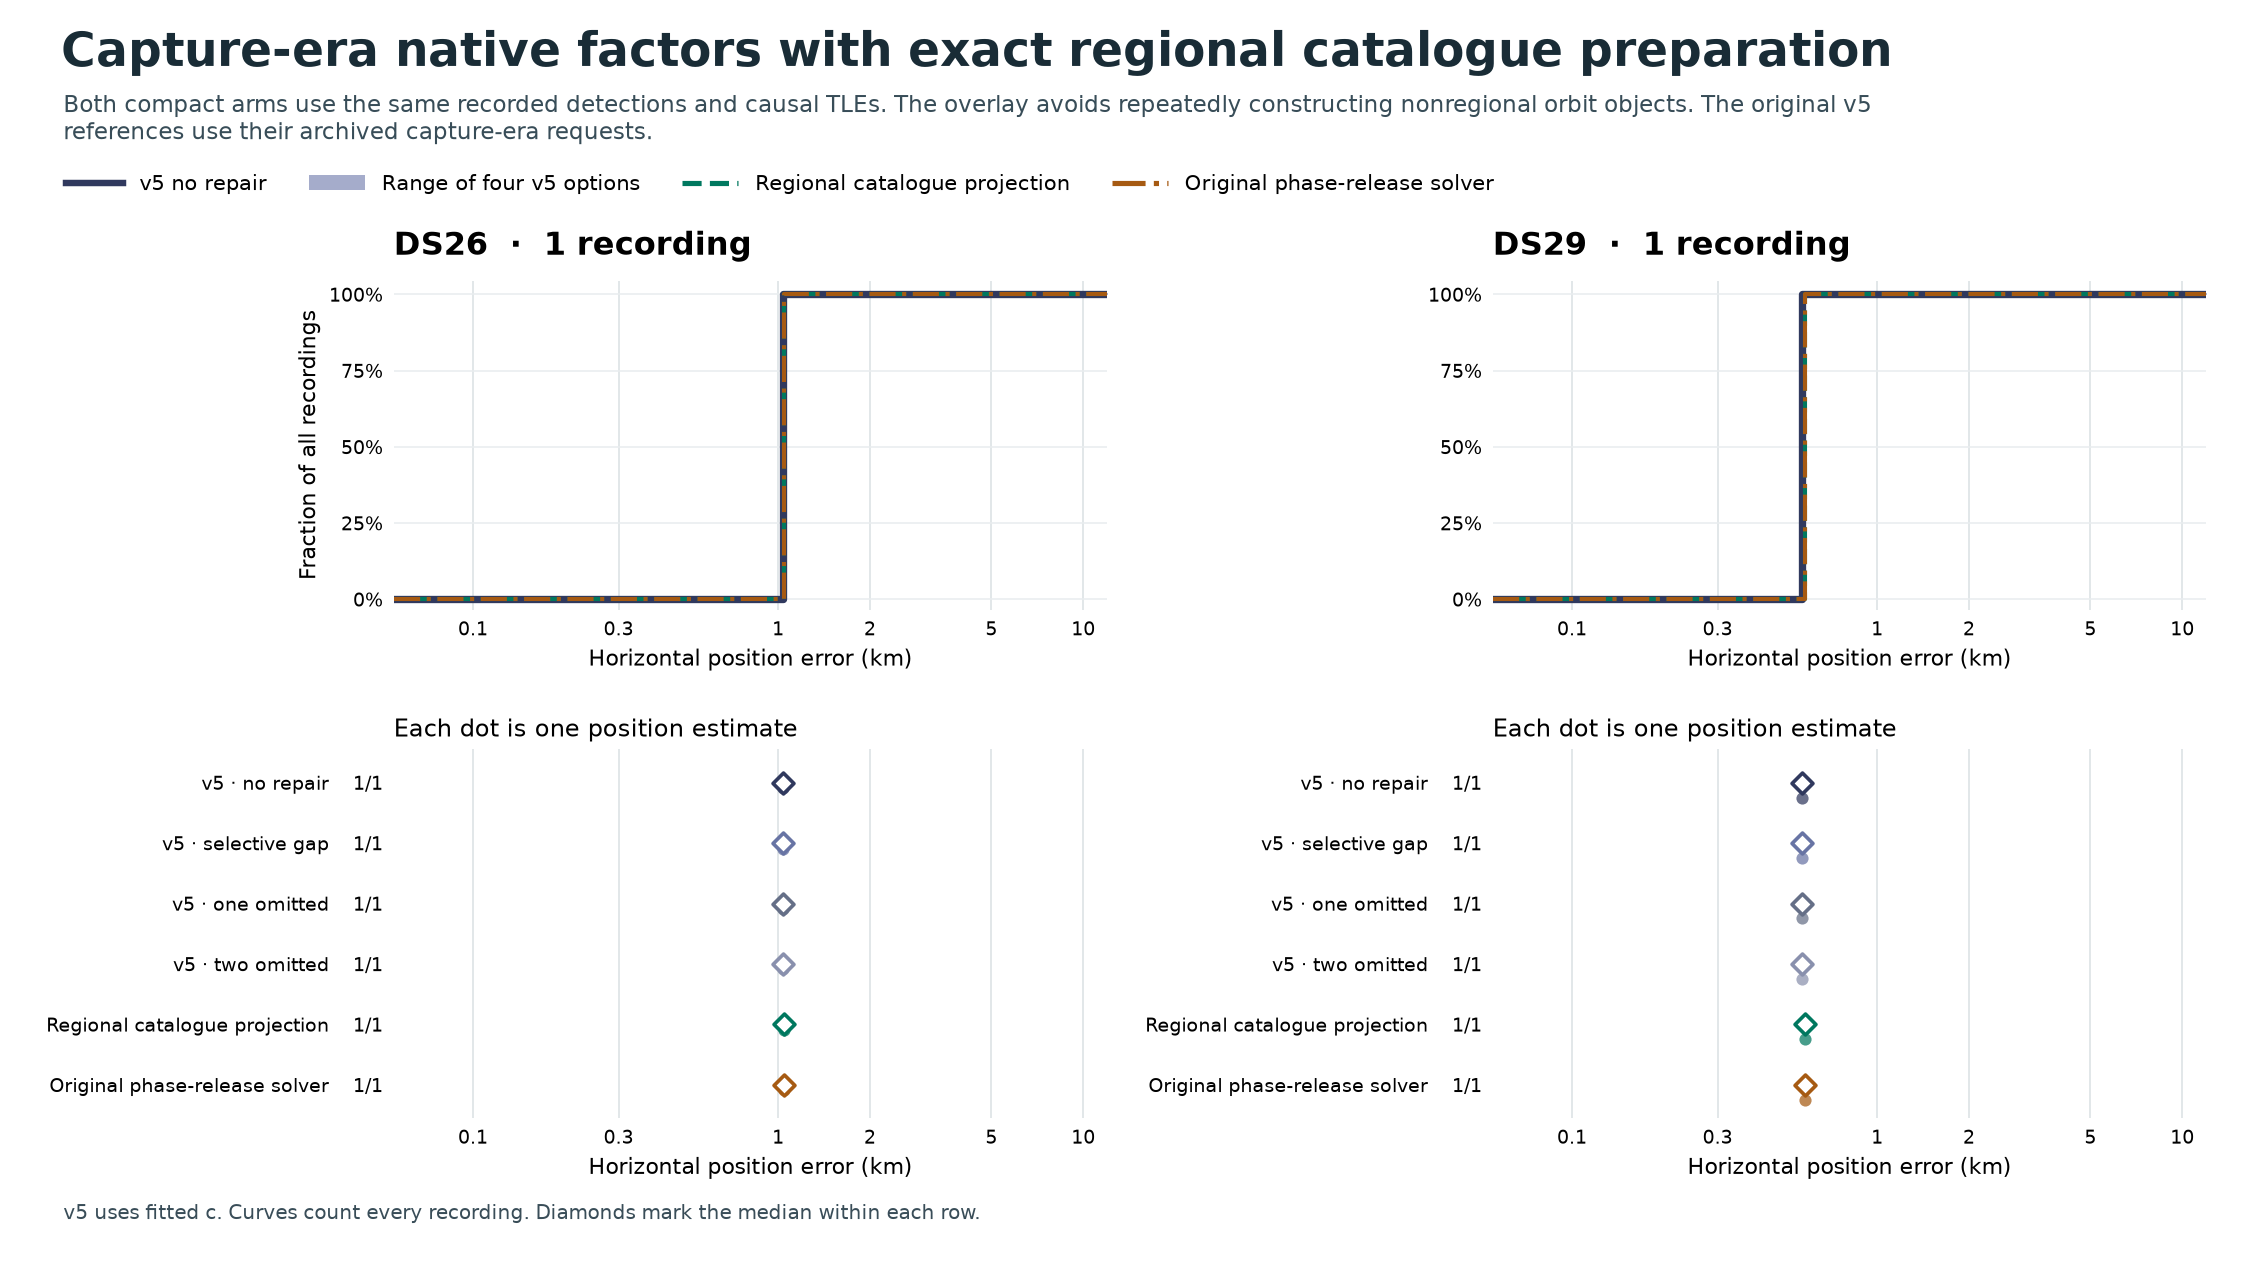 Capture-era native factors with exact regional catalogue preparation
Both compact arms use the same recorded detections and causal TLEs. The overlay avoids repeatedly constructing nonregional orbit objects. The original v5
references use their archived capture-era requests.
v5 no repair
Range of four v5 options
Regional catalogue projection
Original phase-release solver
DS26 · 1 recording
Fraction of all recordings
100%
75%
50%
25%
0%
0.1 0.3 1 2 5 10
Horizontal position error (km)
DS29 · 1 recording
100%
75%
50%
25%
0%
0.1 0.3 1 2 5 10
Horizontal position error (km)
Each dot is one position estimate
v5 · no repair 1/1
v5 · selective gap 1/1
v5 · one omitted 1/1
v5 · two omitted 1/1
Regional catalogue projection 1/1
Original phase-release solver 1/1
0.1 0.3 1 2 5 10
Horizontal position error (km)
Each dot is one position estimate
v5 · no repair 1/1
v5 · selective gap 1/1
v5 · one omitted 1/1
v5 · two omitted 1/1
Regional catalogue projection 1/1
Original phase-release solver 1/1
0.1 0.3 1 2 5 10
Horizontal position error (km)
v5 uses fitted c. Curves count every recording. Diamonds mark the median within each row.